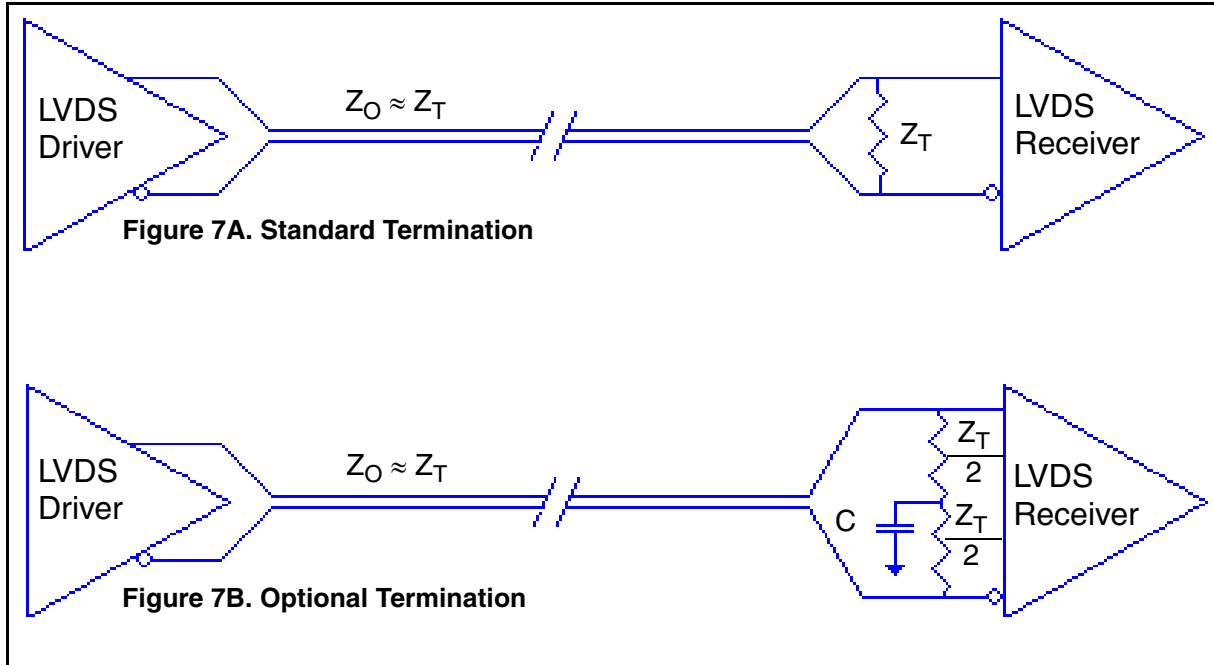 LVDS
Driver
Z_O ≈ Z_T
Z_T
LVDS
Receiver
Figure 7A. Standard Termination
LVDS
Driver
Z_O ≈ Z_T
C
Z_T
2
Z_T
2
LVDS
Receiver
Figure 7B. Optional Termination